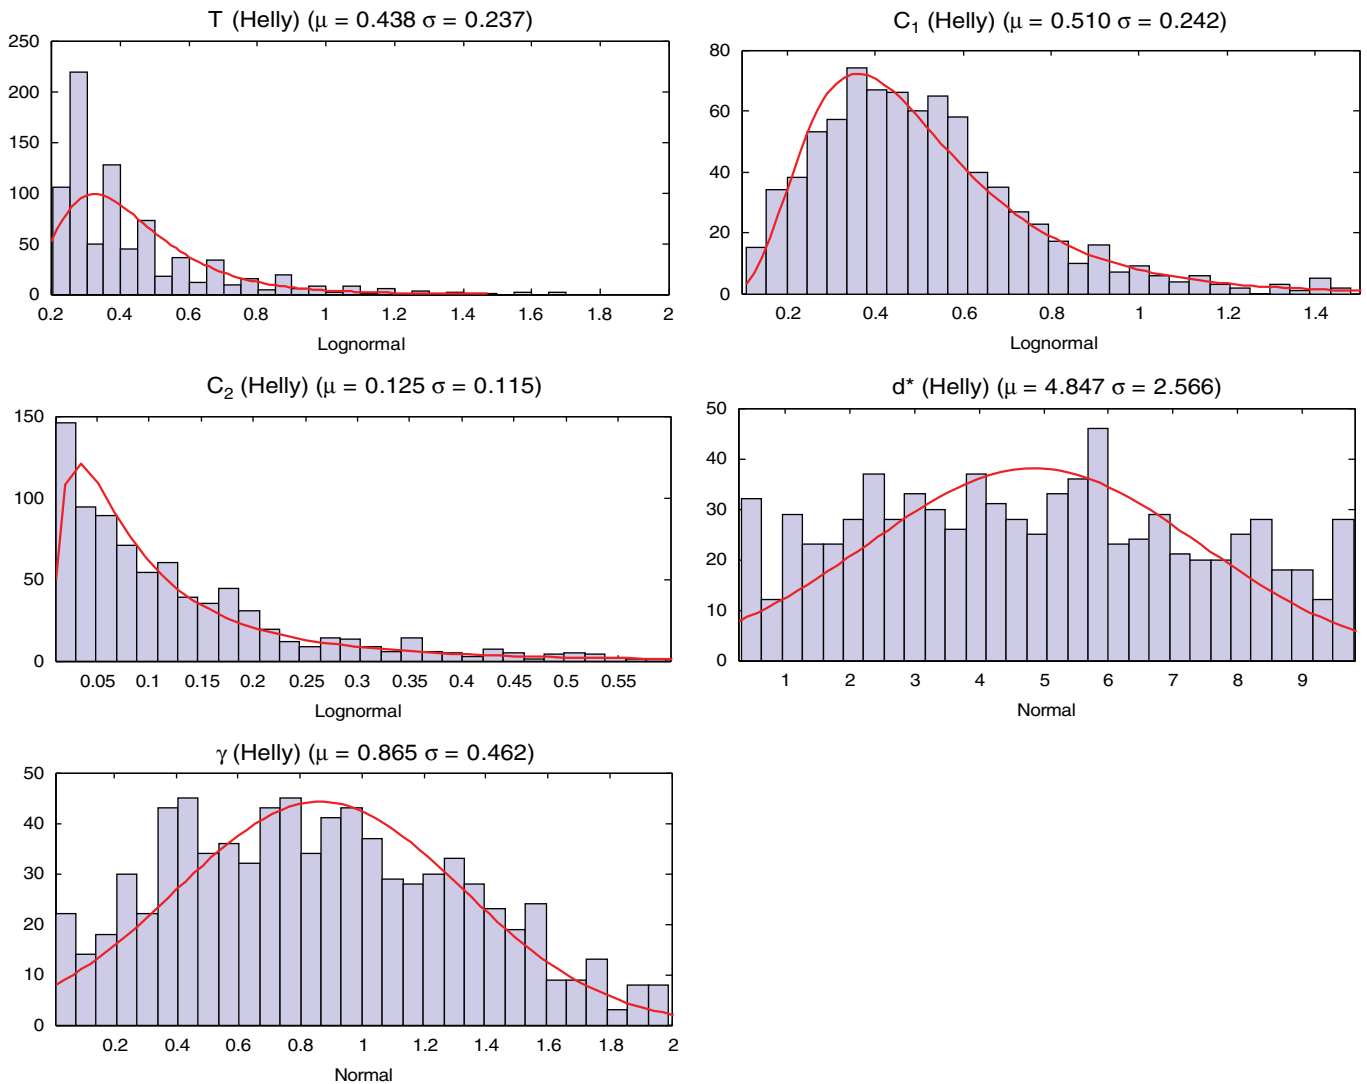 T (Helly) (μ = 0.438 σ = 0.237)
250
200
150
100
50
0
0.2 0.4 0.6 0.8 1 1.2 1.4 1.6 1.8 2
Lognormal
C1 (Helly) (μ = 0.510 σ = 0.242)
80
60
40
20
0
0.2 0.4 0.6 0.8 1 1.2 1.4
Lognormal
C2 (Helly) (μ = 0.125 σ = 0.115)
150
100
50
0
0.05 0.1 0.15 0.2 0.25 0.3 0.35 0.4 0.45 0.5 0.55
Lognormal
d* (Helly) (μ = 4.847 σ = 2.566)
50
40
30
20
10
0
1 2 3 4 5 6 7 8 9
Normal
γ (Helly) (μ = 0.865 σ = 0.462)
50
40
30
20
10
0
0.2 0.4 0.6 0.8 1 1.2 1.4 1.6 1.8 2
Normal